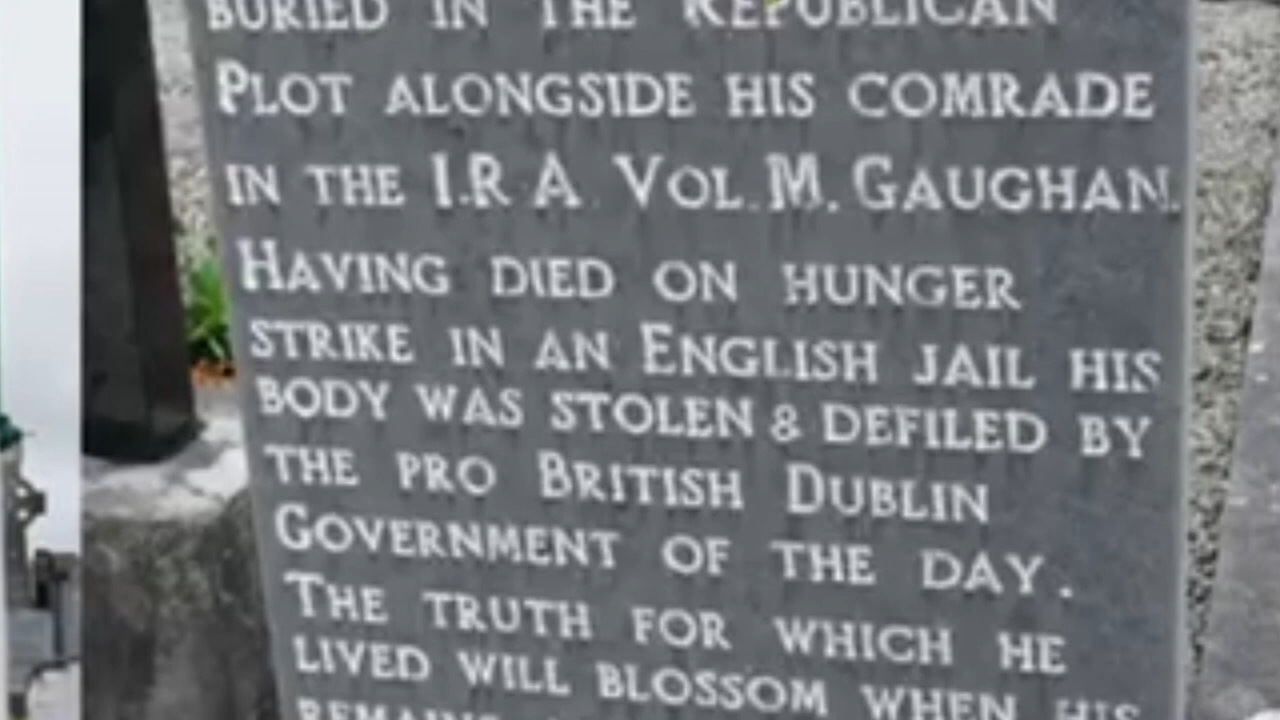 BURIED IN THE REPUBLICAN
PLOT ALONGSIDE HIS COMRADE
IN THE I.R.A. VOL. M. GAUGHAN.
HAVING DIED ON HUNGER
STRIKE IN AN ENGLISH JAIL HIS
BODY WAS STOLEN & DEFILED BY
THE PRO BRITISH DUBLIN
GOVERNMENT OF THE DAY.
THE TRUTH FOR WHICH HE
LIVED WILL BLOSSOM WHEN HIS
REMAINS